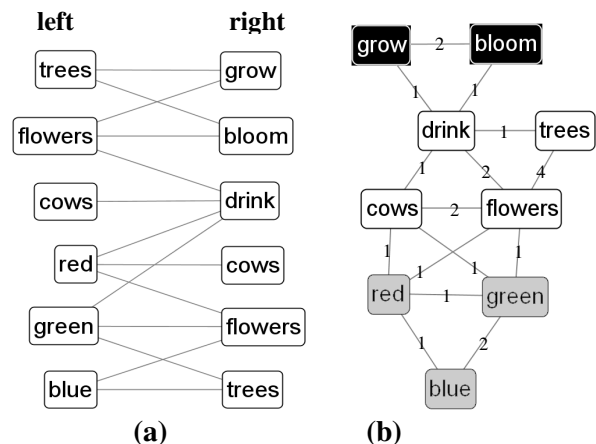 left right
trees grow
flowers bloom
cows drink
red cows
green flowers
blue trees
(a)
grow 2 bloom
1 1
drink 1 trees
1 2 4
cows 2 flowers
1 1 1 1
red 1 green
1 2
blue
(b)